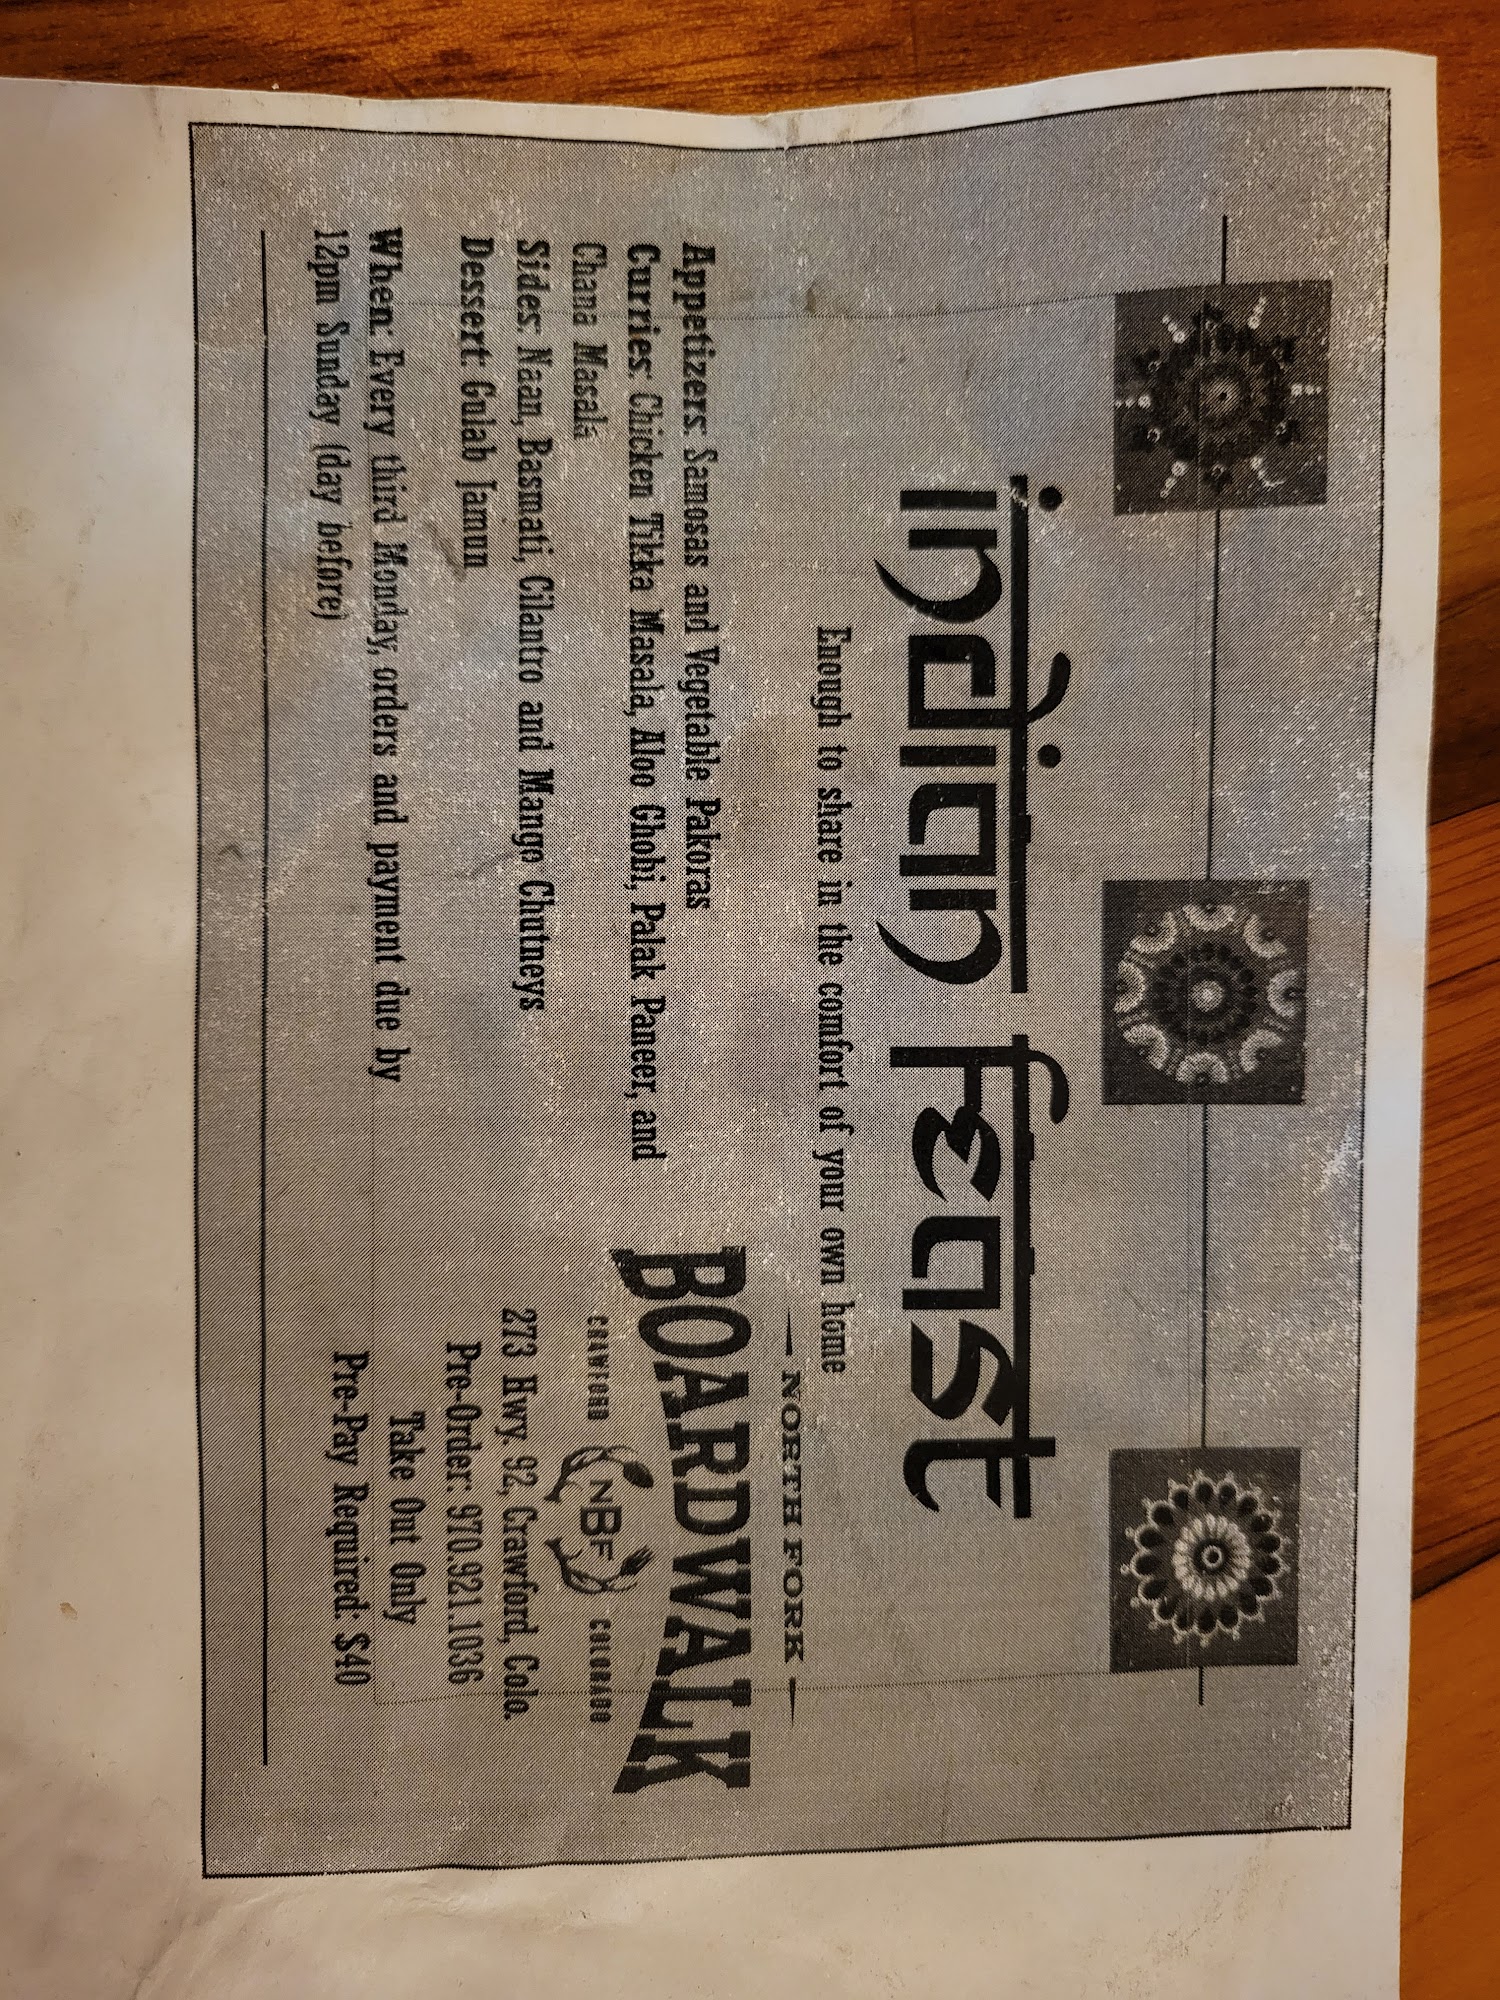 indian feast
Enough to share in the comfort of your own home
Appetizers: Samosas and Vegetable Pakoras
Curries: Chicken Tikka Masala, Aloo Ghobi, Palak Paneer, and
Chana Masala
Sides: Naan, Basmati, Cilantro and Mango Chutneys
Dessert: Gulab Jamun
When: Every third Monday, orders and payment due by
12pm Sunday (day before)
NORTH FORK
BOARDWALK
CRAWFORD NBF COLORADO
273 Hwy. 92, Crawford, Colo.
Pre-Order: 970.921.1036
Take Out Only
Pre-Pay Required: $40